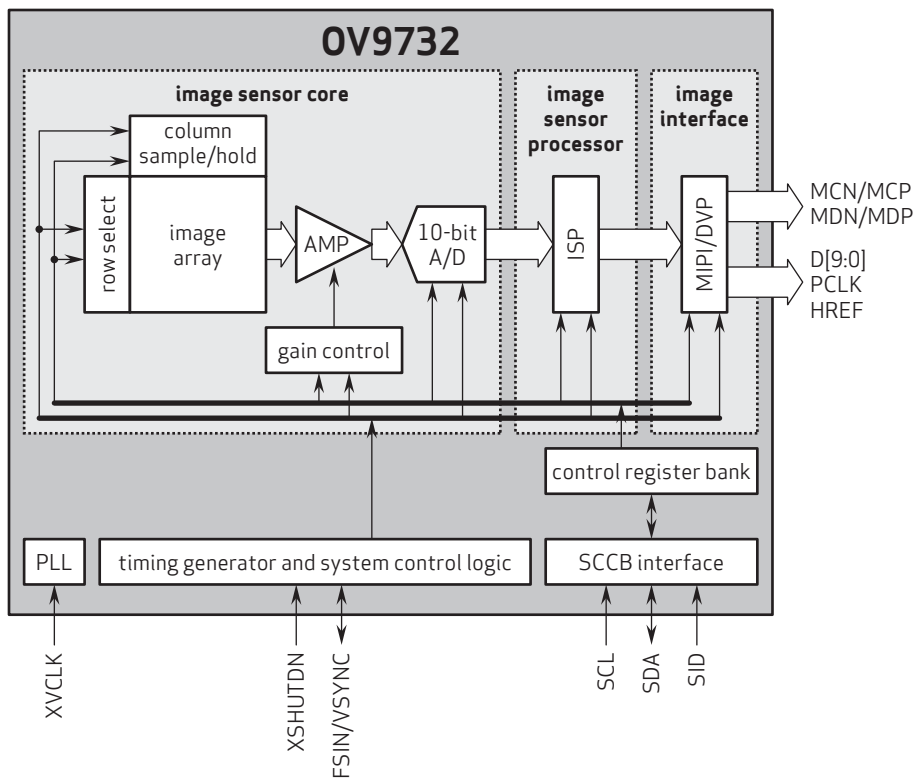 OV9732
image sensor core
image
sensor
processor
image
interface
column
sample/hold
row select
image
array
AMP
10-bit
A/D
ISP
MIPI/DVP
MCN/MCP
MDN/MDP
D[9:0]
PCLK
HREF
gain control
control register bank
PLL
timing generator and system control logic
SCCB interface
XVCLK
XSHUTDN
FSIN/VSYNC
SCL
SDA
SID